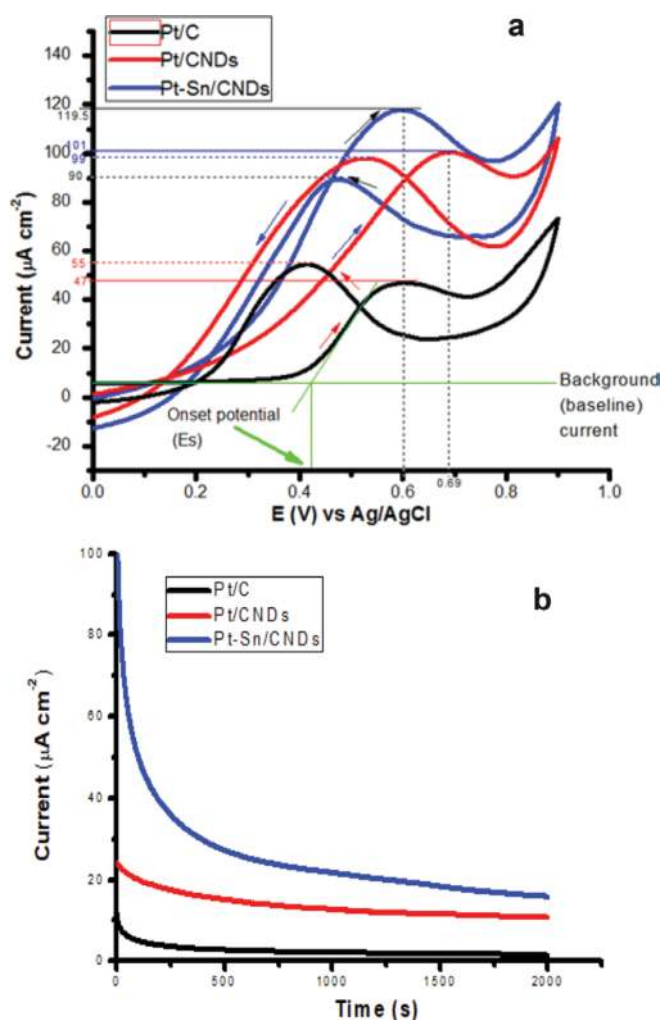 a
Pt/C
Pt/CNDs
Pt-Sn/CNDs
Current (μA cm-2)
140
120
119.5
100
101
99
90
80
60
55
47
40
20
0
-20
Onset potential
(Es)
Background
(baseline)
current
0.0
0.2
0.4
0.6
0.69
0.8
1.0
E (V) vs Ag/AgCl
b
Pt/C
Pt/CNDs
Pt-Sn/CNDs
Current (μA cm-2)
100
80
60
40
20
0
0
500
1000
1500
2000
Time (s)